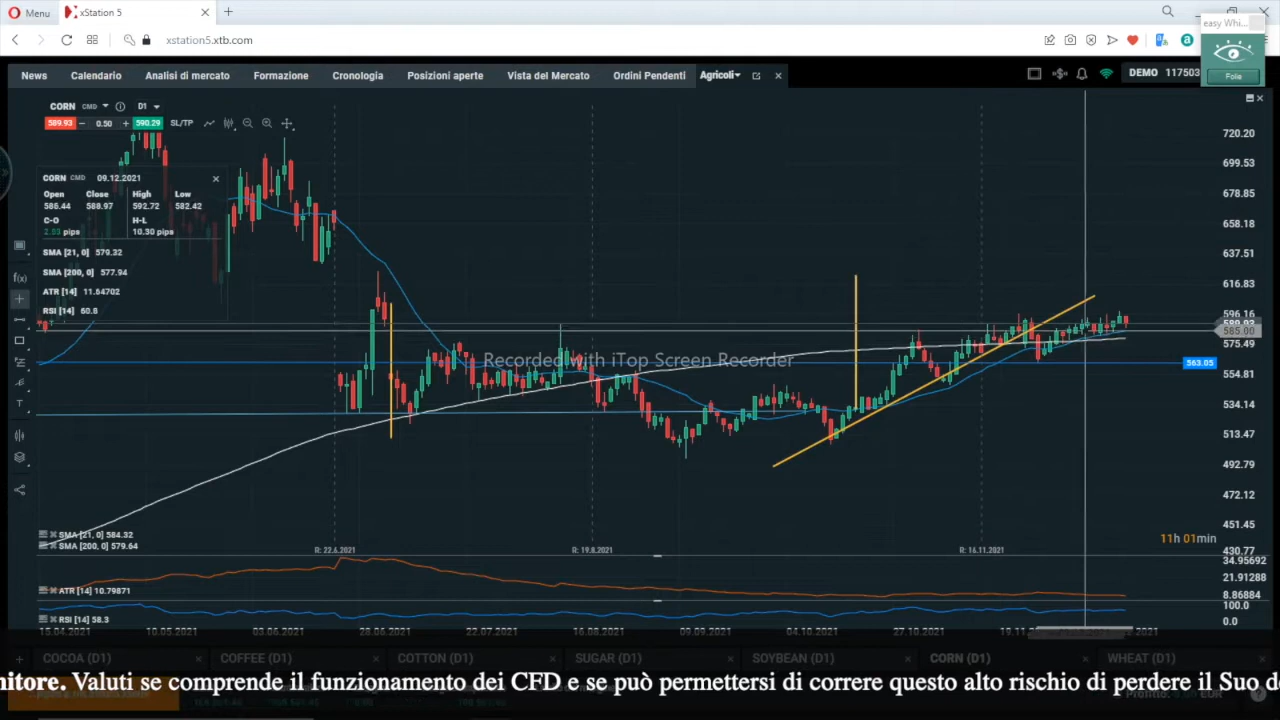 Menu
xStation 5
easy Whi...
xstation5.xtb.com
Folie
News Calendario Analisi di mercato Formazione Cronologia Posizioni aperte Vista del Mercato Ordini Pendenti Agricoli DEMO 117503
CORN CMD D1
589.93 0.50 590.29 SL/TP
CORN CMD 09.12.2021
Open Close High Low
586.44 588.97 592.72 582.42
C-O H-L
pips 10.30 pips
SMA [21, 0] 579.32
SMA [200, 0] 577.94
ATR [14] 11.64702
RSI [14] 60.8
f(x)
T
Recorded with iTop Screen Recorder
720.20
699.53
678.85
658.18
637.51
616.83
596.16
589.93
585.00
575.49
563.05
554.81
534.14
513.47
492.79
472.12
451.45
430.77
11h 01min
SMA [21, 0] 584.32
SMA [200, 0] 579.64
R: 22.6.2021 R: 19.8.2021 R: 16.11.2021
34.95692
21.91288
8.86884
ATR [14] 10.79871
100.0
RSI [14] 58.3
0.0
15.04.2021 10.05.2021 03.06.2021 28.06.2021 22.07.2021 16.08.2021 09.09.2021 04.10.2021 27.10.2021
COCOA (D1) COFFEE (D1) COTTON (D1) SUGAR (D1) SOYBEAN (D1) CORN (D1) WHEAT (D1)
nitore. Valuti se comprende il funzionamento dei CFD e se può permettersi di correre questo alto rischio di perdere il Suo de